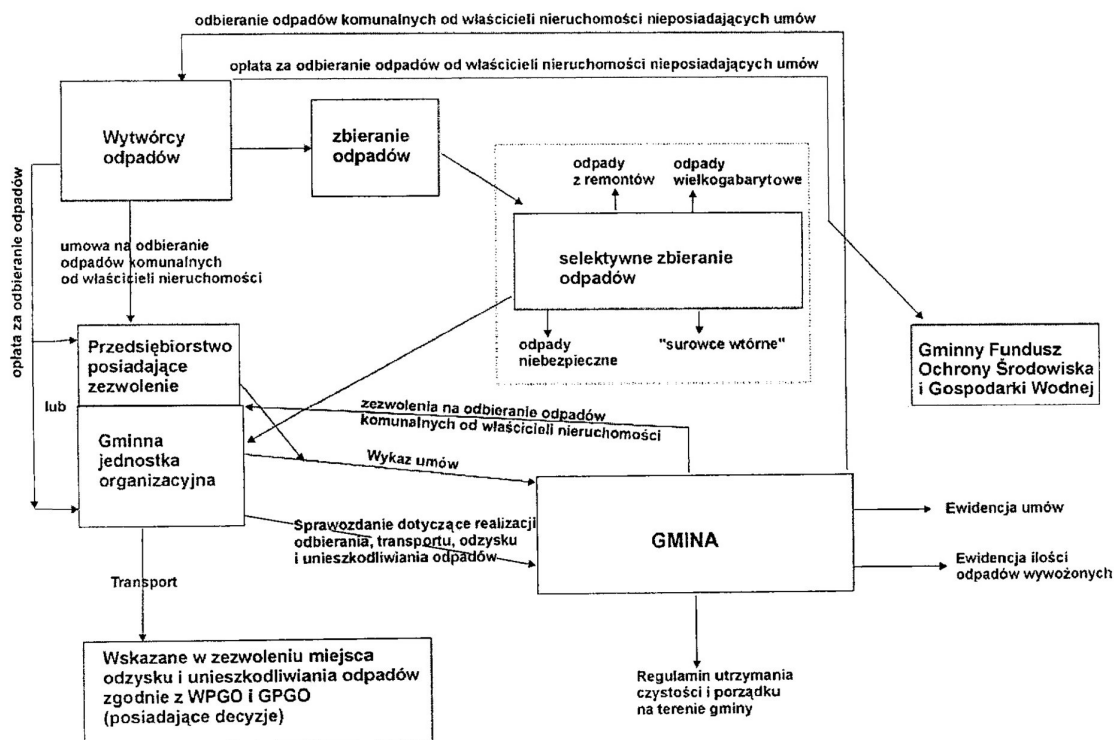 odbieranie odpadów komunalnych od właścicieli nieruchomości nieposiadających umów
opłata za odbieranie odpadów od właścicieli nieruchomości nieposiadających umów
Wytwórcy
odpadów
zbieranie
odpadów
odpady
z remontów
odpady
wielkogabarytowe
selektywne zbieranie
odpadów
odpady
niebezpieczne
"surowce wtórne"
opłata za odbieranie odpadów
umowa na odbieranie
odpadów komunalnych
od właścicieli nieruchomości
Przedsiębiorstwo
posiadające
zezwolenie
lub
Gminna
jednostka
organizacyjna
Gminny Fundusz
Ochrony Środowiska
i Gospodarki Wodnej
zezwolenia na odbieranie odpadów
komunalnych od właścicieli nieruchomości
Wykaz umów
Sprawozdanie dotyczące realizacji
odbierania, transportu, odzysku
i unieszkodliwiania odpadów
GMINA
Ewidencja umów
Ewidencja ilości
odpadów wywożonych
Transport
Wskazane w zezwoleniu miejsca
odzysku i unieszkodliwiania odpadów
zgodnie z WPGO i GPGO
(posiadające decyzje)
Regulamin utrzymania
czystości i porządku
na terenie gminy